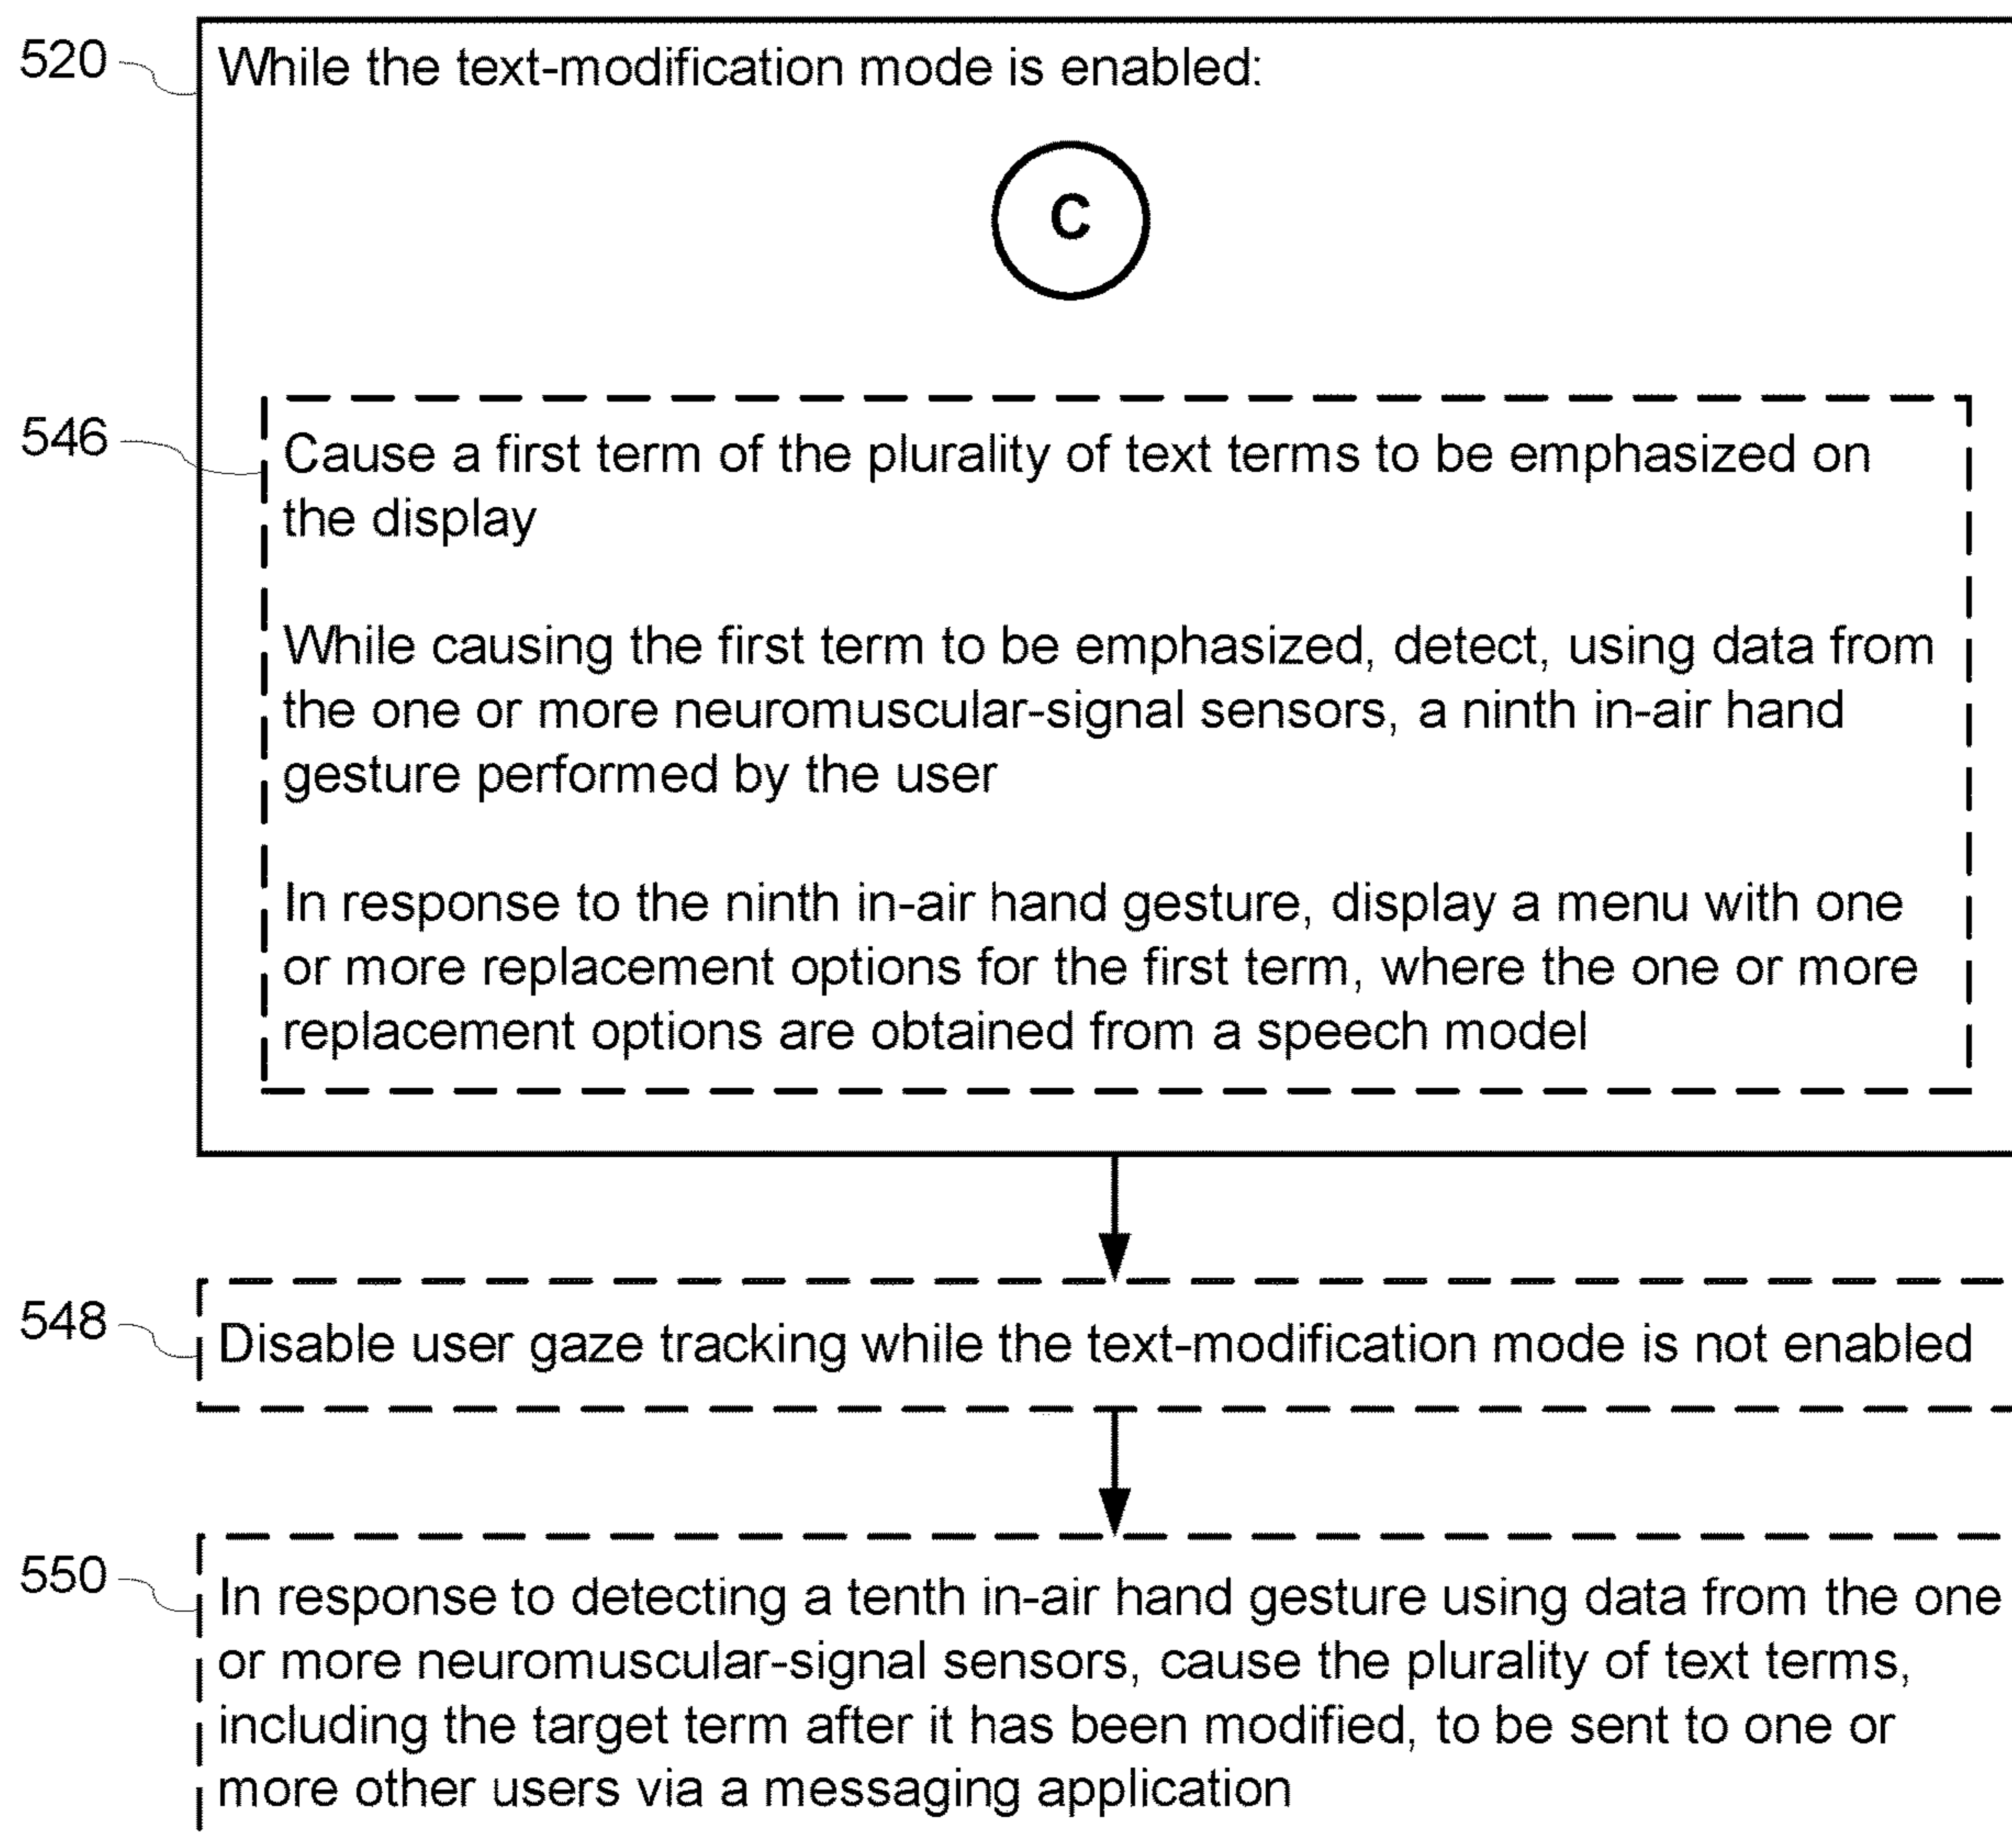 520
While the text-modification mode is enabled:
C
546
Cause a first term of the plurality of text terms to be emphasized on
the display
While causing the first term to be emphasized, detect, using data from
the one or more neuromuscular-signal sensors, a ninth in-air hand
gesture performed by the user
In response to the ninth in-air hand gesture, display a menu with one
or more replacement options for the first term, where the one or more
replacement options are obtained from a speech model
548
Disable user gaze tracking while the text-modification mode is not enabled
550
In response to detecting a tenth in-air hand gesture using data from the one
or more neuromuscular-signal sensors, cause the plurality of text terms,
including the target term after it has been modified, to be sent to one or
more other users via a messaging application